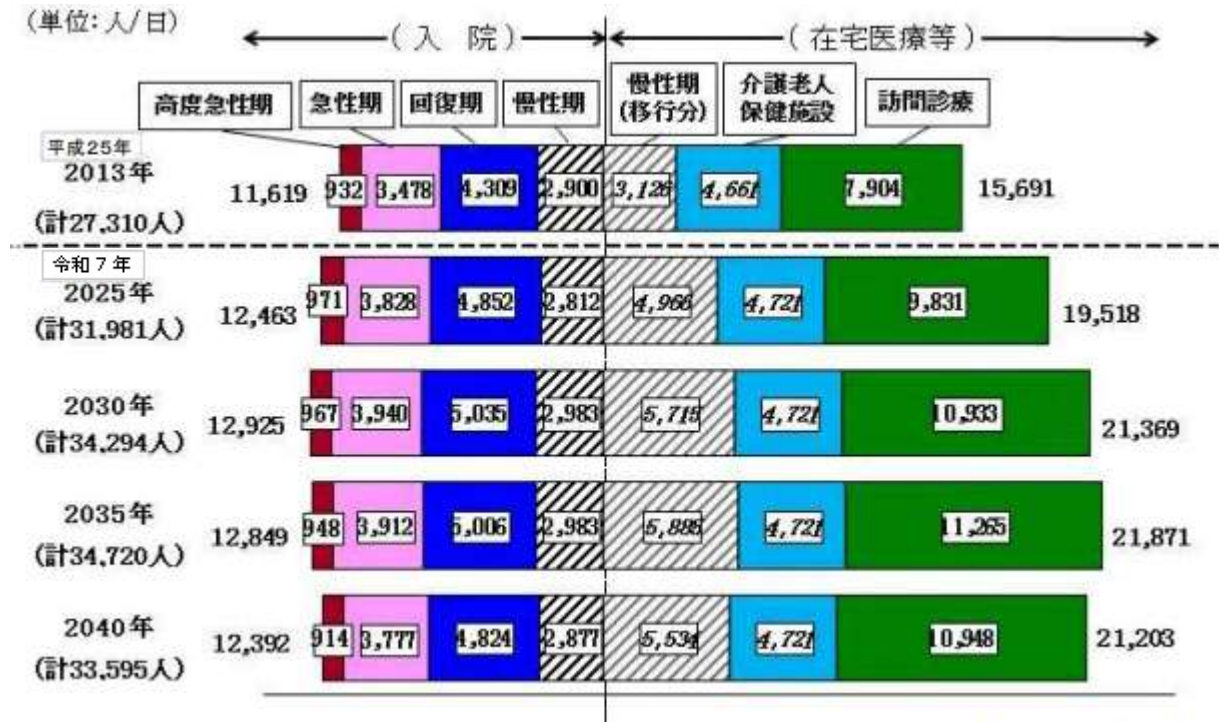 (単位:人/日)
(入 院)
(在宅医療等)
高度急性期
急性期
回復期
慢性期
慢性期
(移行分)
介護老人
保健施設
訪問診療
平成25年
2013年
(計27,310人)
11,619 932 3,478 4,309 2,900 3,126 4,661 7,904 15,691
令和7年
2025年
(計31,981人)
12,463 971 3,828 4,852 2,812 4,966 4,721 9,831 19,518
2030年
(計34,294人)
12,925 967 3,940 5,035 2,983 5,715 4,721 10,933 21,369
2035年
(計34,720人)
12,849 948 3,912 5,006 2,983 5,885 4,721 11,265 21,871
2040年
(計33,595人)
12,392 914 3,777 4,824 2,877 5,534 4,721 10,948 21,203